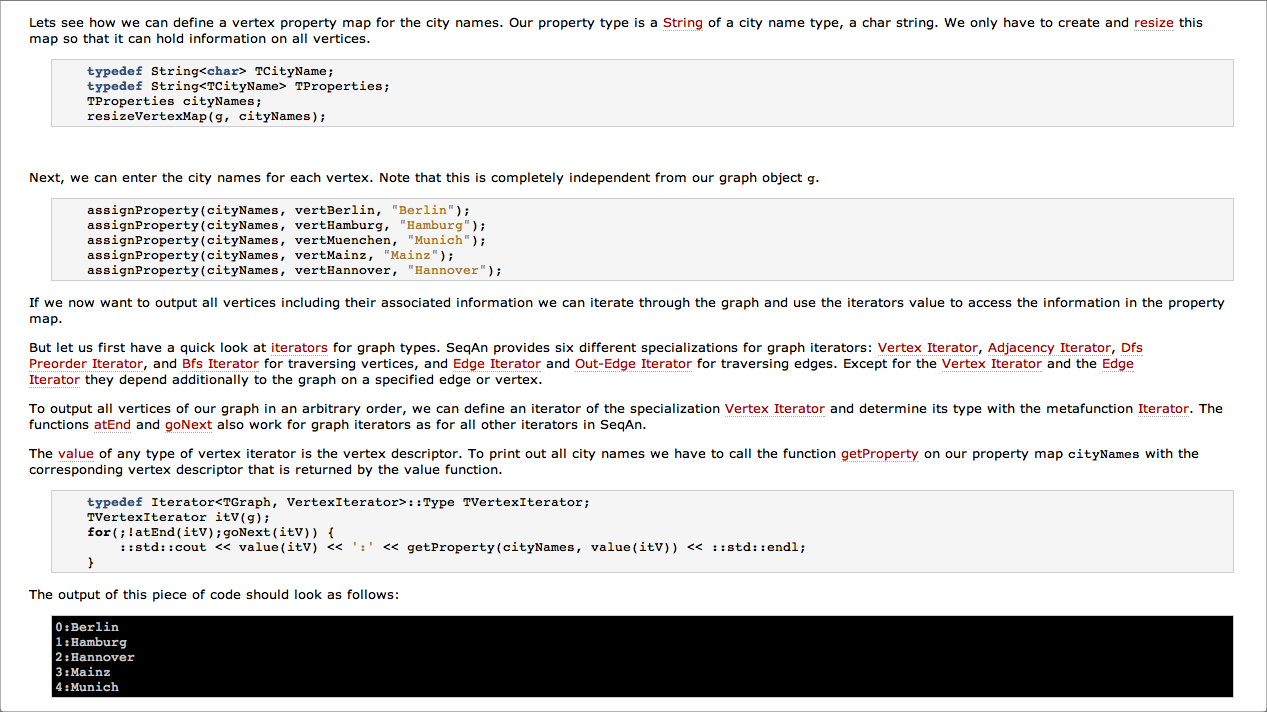 Lets see how we can define a vertex property map for the city names. Our property type is a String of a city name type, a char string. We only have to create and resize this
map so that it can hold information on all vertices.
typedef String<char> TCityName;
typedef String<TCityName> TProperties;
TProperties cityNames;
resizeVertexMap(g, cityNames);
Next, we can enter the city names for each vertex. Note that this is completely independent from our graph object g.
assignProperty(cityNames, vertBerlin, "Berlin");
assignProperty(cityNames, vertHamburg, "Hamburg");
assignProperty(cityNames, vertMuenchen, "Munich");
assignProperty(cityNames, vertMainz, "Mainz");
assignProperty(cityNames, vertHannover, "Hannover");
If we now want to output all vertices including their associated information we can iterate through the graph and use the iterators value to access the information in the property
map.
But let us first have a quick look at iterators for graph types. SeqAn provides six different specializations for graph iterators: Vertex Iterator, Adjacency Iterator, Dfs
Preorder Iterator, and Bfs Iterator for traversing vertices, and Edge Iterator and Out-Edge Iterator for traversing edges. Except for the Vertex Iterator and the Edge
Iterator they depend additionally to the graph on a specified edge or vertex.
To output all vertices of our graph in an arbitrary order, we can define an iterator of the specialization Vertex Iterator and determine its type with the metafunction Iterator. The
functions atEnd and goNext also work for graph iterators as for all other iterators in SeqAn.
The value of any type of vertex iterator is the vertex descriptor. To print out all city names we have to call the function getProperty on our property map cityNames with the
corresponding vertex descriptor that is returned by the value function.
typedef Iterator<TGraph, VertexIterator>::Type TVertexIterator;
TVertexIterator itV(g);
for(;!atEnd(itV);goNext(itV)) {
::std::cout << value(itV) << ':' << getProperty(cityNames, value(itV)) << ::std::endl;
}
The output of this piece of code should look as follows:
0:Berlin
1:Hamburg
2:Hannover
3:Mainz
4:Munich